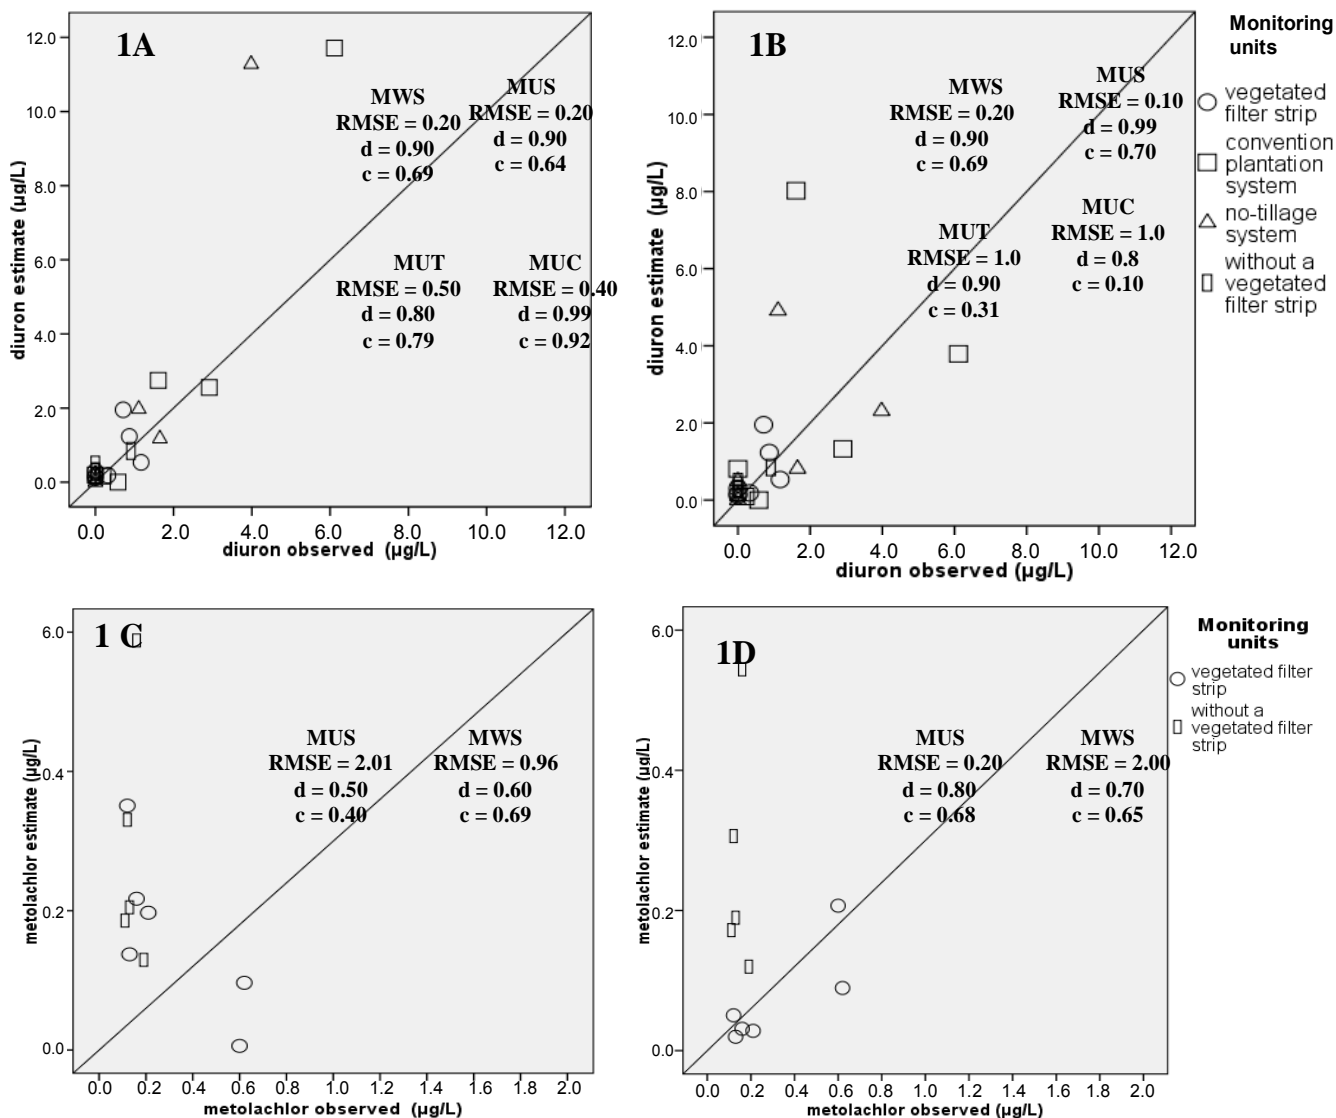 1A
12.0
10.0
8.0
6.0
4.0
2.0
0.0
diuron estimate (µg/L)
MWS
RMSE = 0.20
d = 0.90
c = 0.69
MUS
RMSE = 0.20
d = 0.90
c = 0.64
MUT
RMSE = 0.50
d = 0.80
c = 0.79
MUC
RMSE = 0.40
d = 0.99
c = 0.92
0.0 2.0 4.0 6.0 8.0 10.0 12.0
diuron observed (µg/L)
1B
12.0
10.0
8.0
6.0
4.0
2.0
0.0
diuron estimate (µg/L)
MWS
RMSE = 0.20
d = 0.90
c = 0.69
MUS
RMSE = 0.10
d = 0.99
c = 0.70
MUT
RMSE = 1.0
d = 0.90
c = 0.31
MUC
RMSE = 1.0
d = 0.8
c = 0.10
0.0 2.0 4.0 6.0 8.0 10.0 12.0
diuron observed (µg/L)
Monitoring
units
vegetated
filter strip
convention
plantation
system
no-tillage
system
without a
vegetated
filter strip
1 C
6.0
0.4
0.2
0.0
metolachlor estimate (µg/L)
MUS
RMSE = 2.01
d = 0.50
c = 0.40
MWS
RMSE = 0.96
d = 0.60
c = 0.69
0.0 0.2 0.4 0.6 0.8 1.0 1.2 1.4 1.6 1.8 2.0
metolachlor observed (µg/L)
1D
6.0
0.4
0.2
0.0
metolachlor estimate (µg/L)
MUS
RMSE = 0.20
d = 0.80
c = 0.68
MWS
RMSE = 2.00
d = 0.70
c = 0.65
0.0 0.2 0.4 0.6 0.8 1.0 1.2 1.4 1.6 1.8 2.0
metolachlor observed (µg/L)
Monitoring
units
vegetated filter
strip
without a
vegetated filter
strip